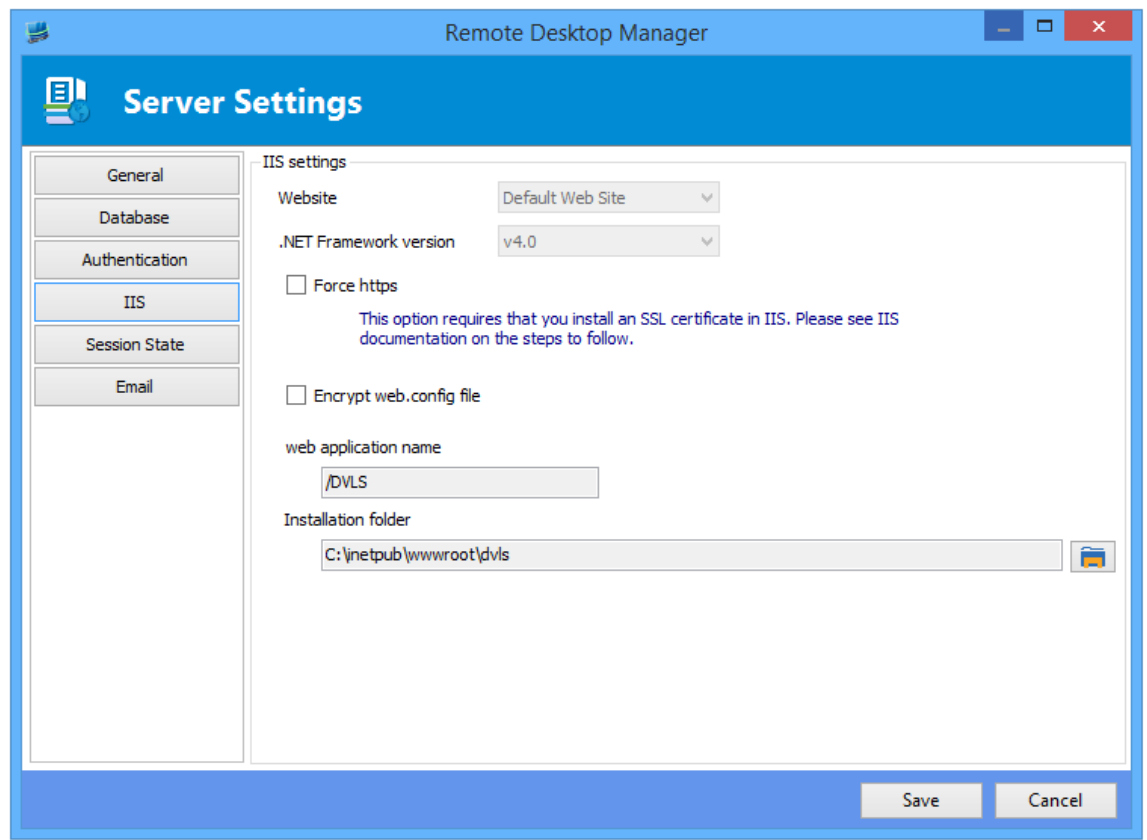 Remote Desktop Manager
Server Settings
General
Database
Authentication
IIS
Session State
Email
IIS settings
Website Default Web Site
.NET Framework version v4.0
Force https
This option requires that you install an SSL certificate in IIS. Please see IIS
documentation on the steps to follow.
Encrypt web.config file
web application name
/DVLS
Installation folder
C:\inetpub\wwwroot\dvls
Save Cancel